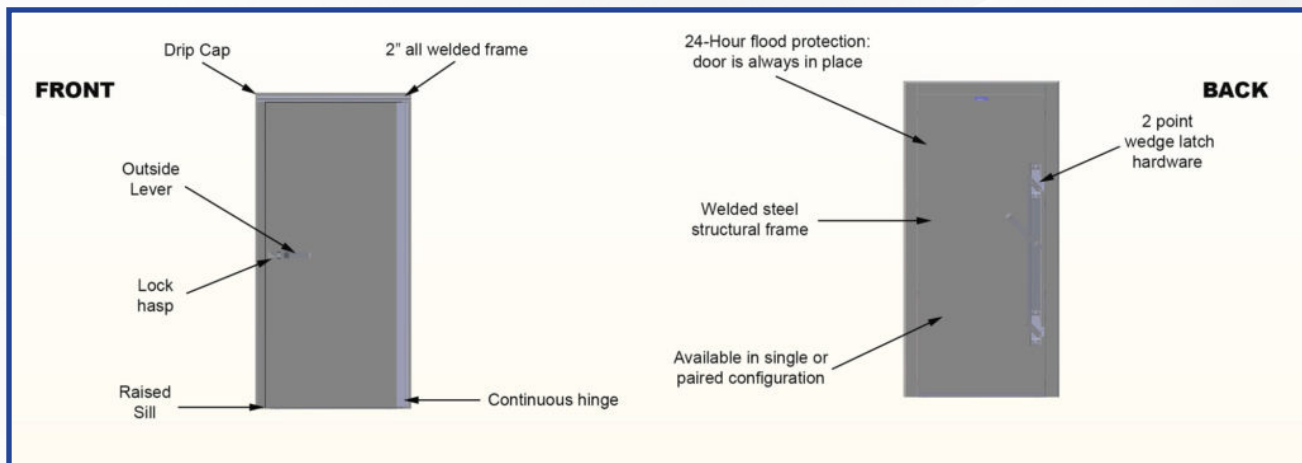 FRONT
Drip Cap
2” all welded frame
Outside
Lever
Lock
hasp
Raised
Sill
Continuous hinge
BACK
24-Hour flood protection:
door is always in place
2 point
wedge latch
hardware
Welded steel
structural frame
Available in single or
paired configuration